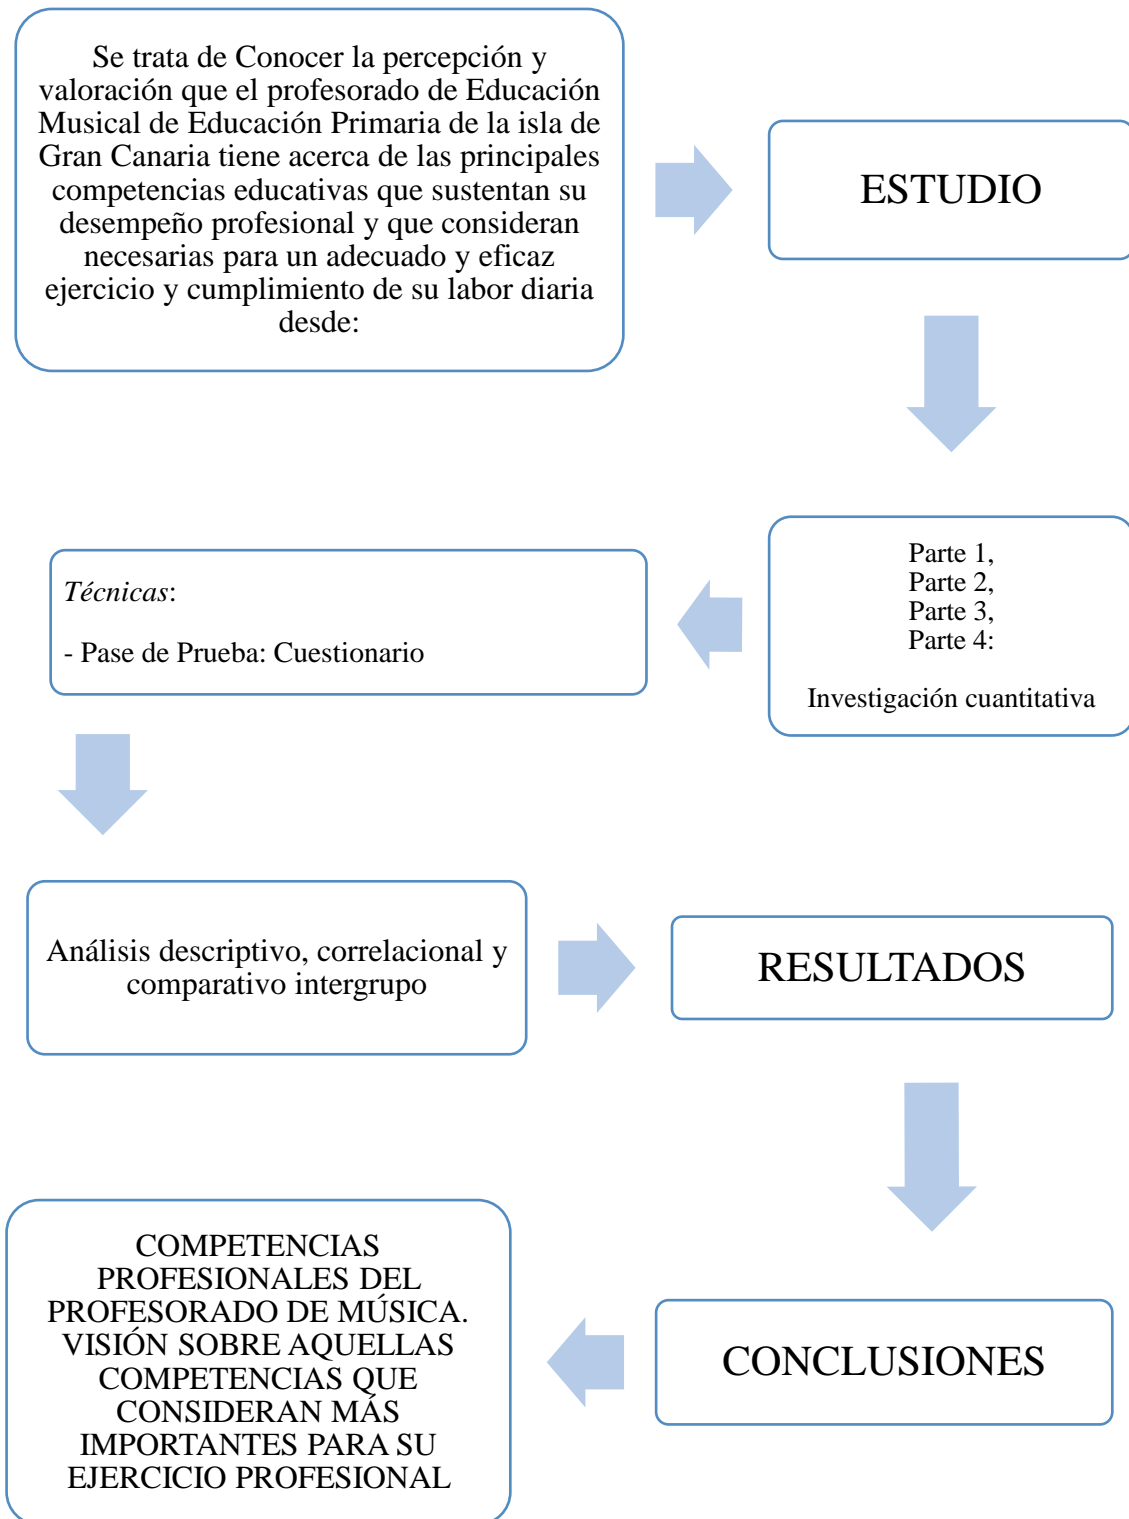 Se trata de Conocer la percepción y
valoración que el profesorado de Educación
Musical de Educación Primaria de la isla de
Gran Canaria tiene acerca de las principales
competencias educativas que sustentan su
desempeño profesional y que consideran
necesarias para un adecuado y eficaz
ejercicio y cumplimiento de su labor diaria
desde:
ESTUDIO
Parte 1,
Parte 2,
Parte 3,
Parte 4:
Investigación cuantitativa
Técnicas:
- Pase de Prueba: Cuestionario
Análisis descriptivo, correlacional y
comparativo intergrupo
RESULTADOS
CONCLUSIONES
COMPETENCIAS
PROFESIONALES DEL
PROFESORADO DE MÚSICA.
VISIÓN SOBRE AQUELLAS
COMPETENCIAS QUE
CONSIDERAN MÁS
IMPORTANTES PARA SU
EJERCICIO PROFESIONAL